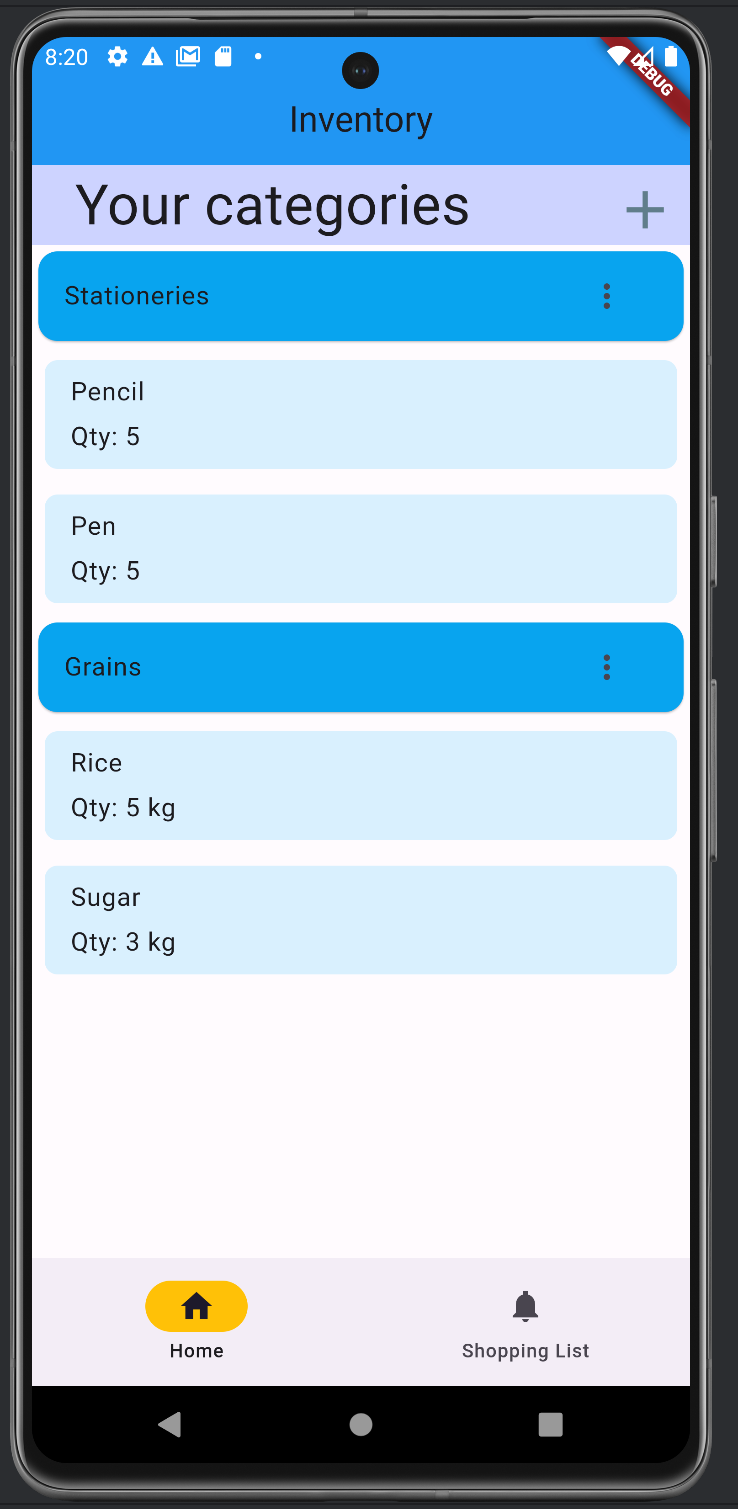 8:20
DEBUG
Inventory
Your categories
Stationeries
Pencil
Qty: 5
Pen
Qty: 5
Grains
Rice
Qty: 5 kg
Sugar
Qty: 3 kg
Home
Shopping List